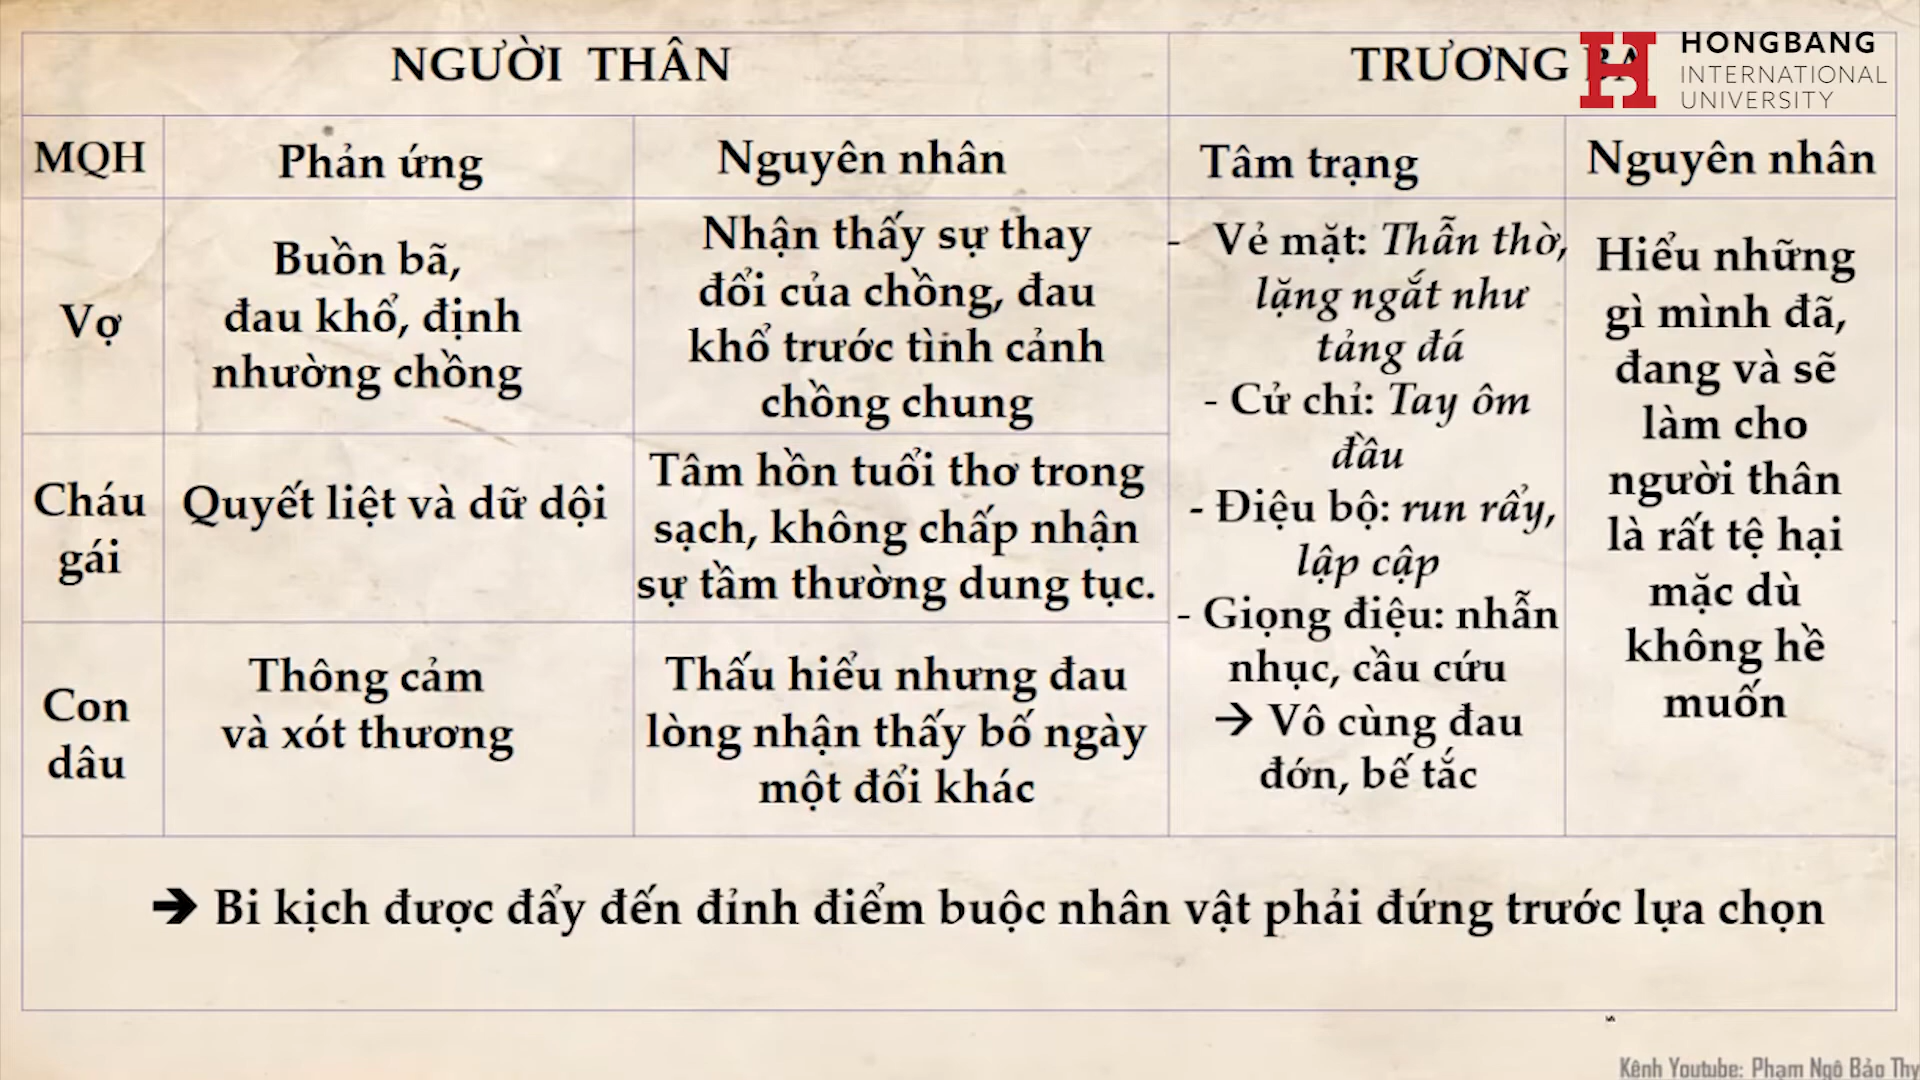 NGƯỜI THÂN
TRƯƠNG BA
HONGBANG
INTERNATIONAL
UNIVERSITY
MQH
Phản ứng
Nguyên nhân
Tâm trạng
Nguyên nhân
Vợ
Buồn bã,
đau khổ, định
nhường chồng
Nhận thấy sự thay
đổi của chồng, đau
khổ trước tình cảnh
chồng chung
Cháu
gái
Quyết liệt và dữ dội
Tâm hồn tuổi thơ trong
sạch, không chấp nhận
sự tầm thường dung tục.
Con
dâu
Thông cảm
và xót thương
Thấu hiểu nhưng đau
lòng nhận thấy bố ngày
một đổi khác
- Vẻ mặt: Thẫn thờ,
lặng ngắt như
tảng đá
- Cử chỉ: Tay ôm
đầu
- Điệu bộ: run rẩy,
lập cập
- Giọng điệu: nhẫn
nhục, cầu cứu
→ Vô cùng đau
đớn, bế tắc
Hiểu những
gì mình đã,
đang và sẽ
làm cho
người thân
là rất tệ hại
mặc dù
không hề
muốn
→ Bi kịch được đẩy đến đỉnh điểm buộc nhân vật phải đứng trước lựa chọn
Kênh Youtube: Phạm Ngô Bảo Thy